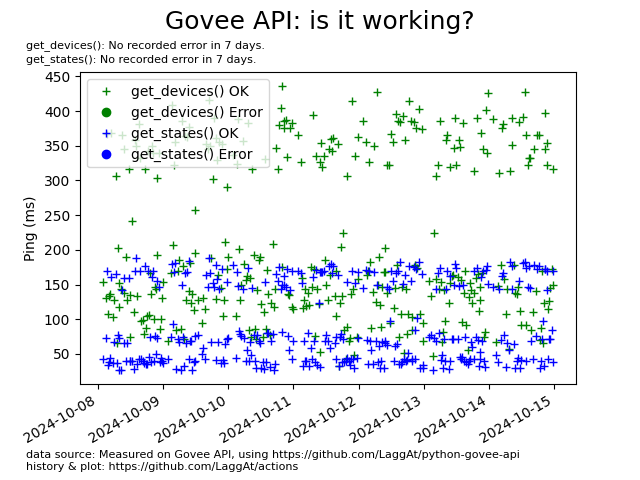 Govee API: is it working?
get_devices(): No recorded error in 7 days.
get_states(): No recorded error in 7 days.
450
400
350
300
250
200
150
100
50
Ping (ms)
get_devices() OK
get_devices() Error
get_states() OK
get_states() Error
2024-10-08
2024-10-09
2024-10-10
2024-10-11
2024-10-12
2024-10-13
2024-10-14
2024-10-15
data source: Measured on Govee API, using https://github.com/LaggAt/python-govee-api
history & plot: https://github.com/LaggAt/actions